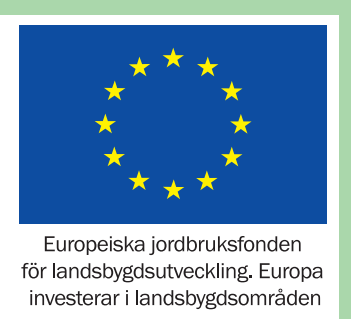 Europeiska jordbruksfonden
för landsbygdsutveckling. Europa
investerar i landsbygdsområden